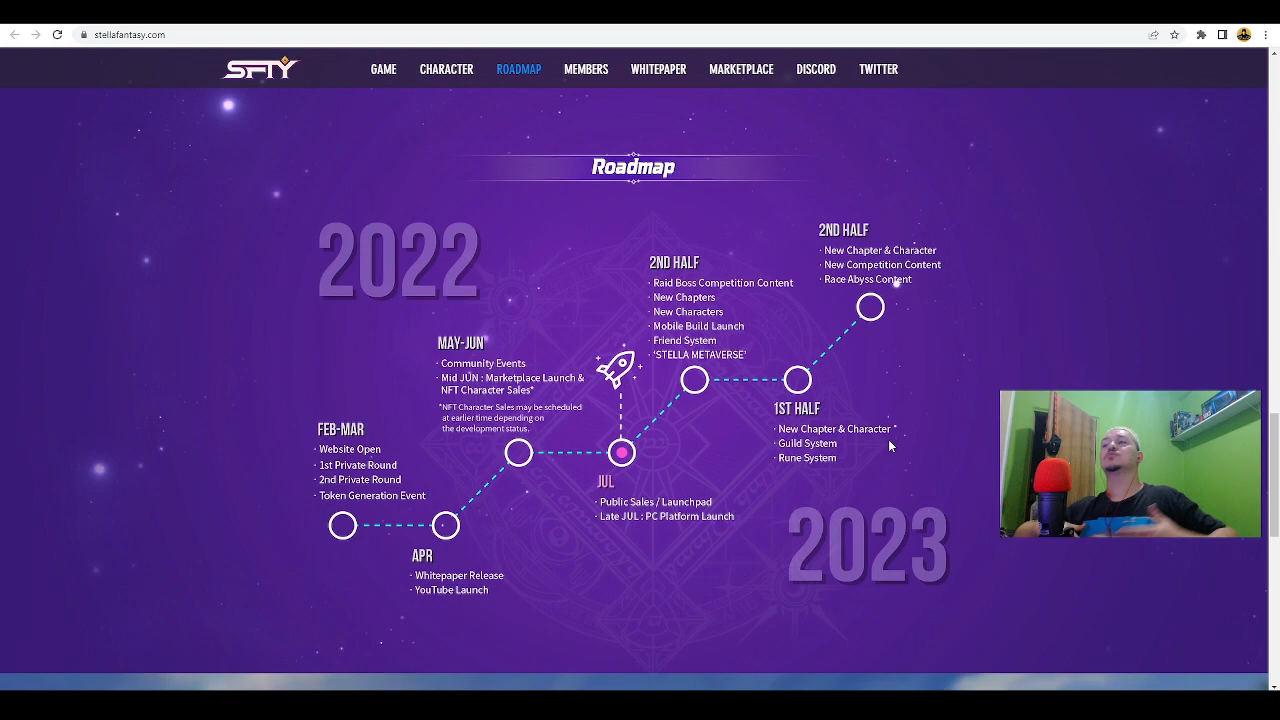 stellafantasy.com
SFTY
GAME
CHARACTER
ROADMAP
MEMBERS
WHITEPAPER
MARKETPLACE
DISCORD
TWITTER
Roadmap
2022
FEB-MAR
· Website Open
· 1st Private Round
· 2nd Private Round
· Token Generation Event
APR
· Whitepaper Release
· YouTube Launch
MAY-JUN
· Community Events
· Mid JUN : Marketplace Launch &
NFT Character Sales*
*NFT Character Sales may be scheduled
at earlier time depending on
the development status.
JUL
· Public Sales / Launchpad
· Late JUL : PC Platform Launch
2ND HALF
· Raid Boss Competition Content
· New Chapters
· New Characters
· Mobile Build Launch
· Friend System
· 'STELLA METAVERSE'
1ST HALF
· New Chapter & Character
· Guild System
· Rune System
2ND HALF
· New Chapter & Character
· New Competition Content
· Race Abyss Content
2023